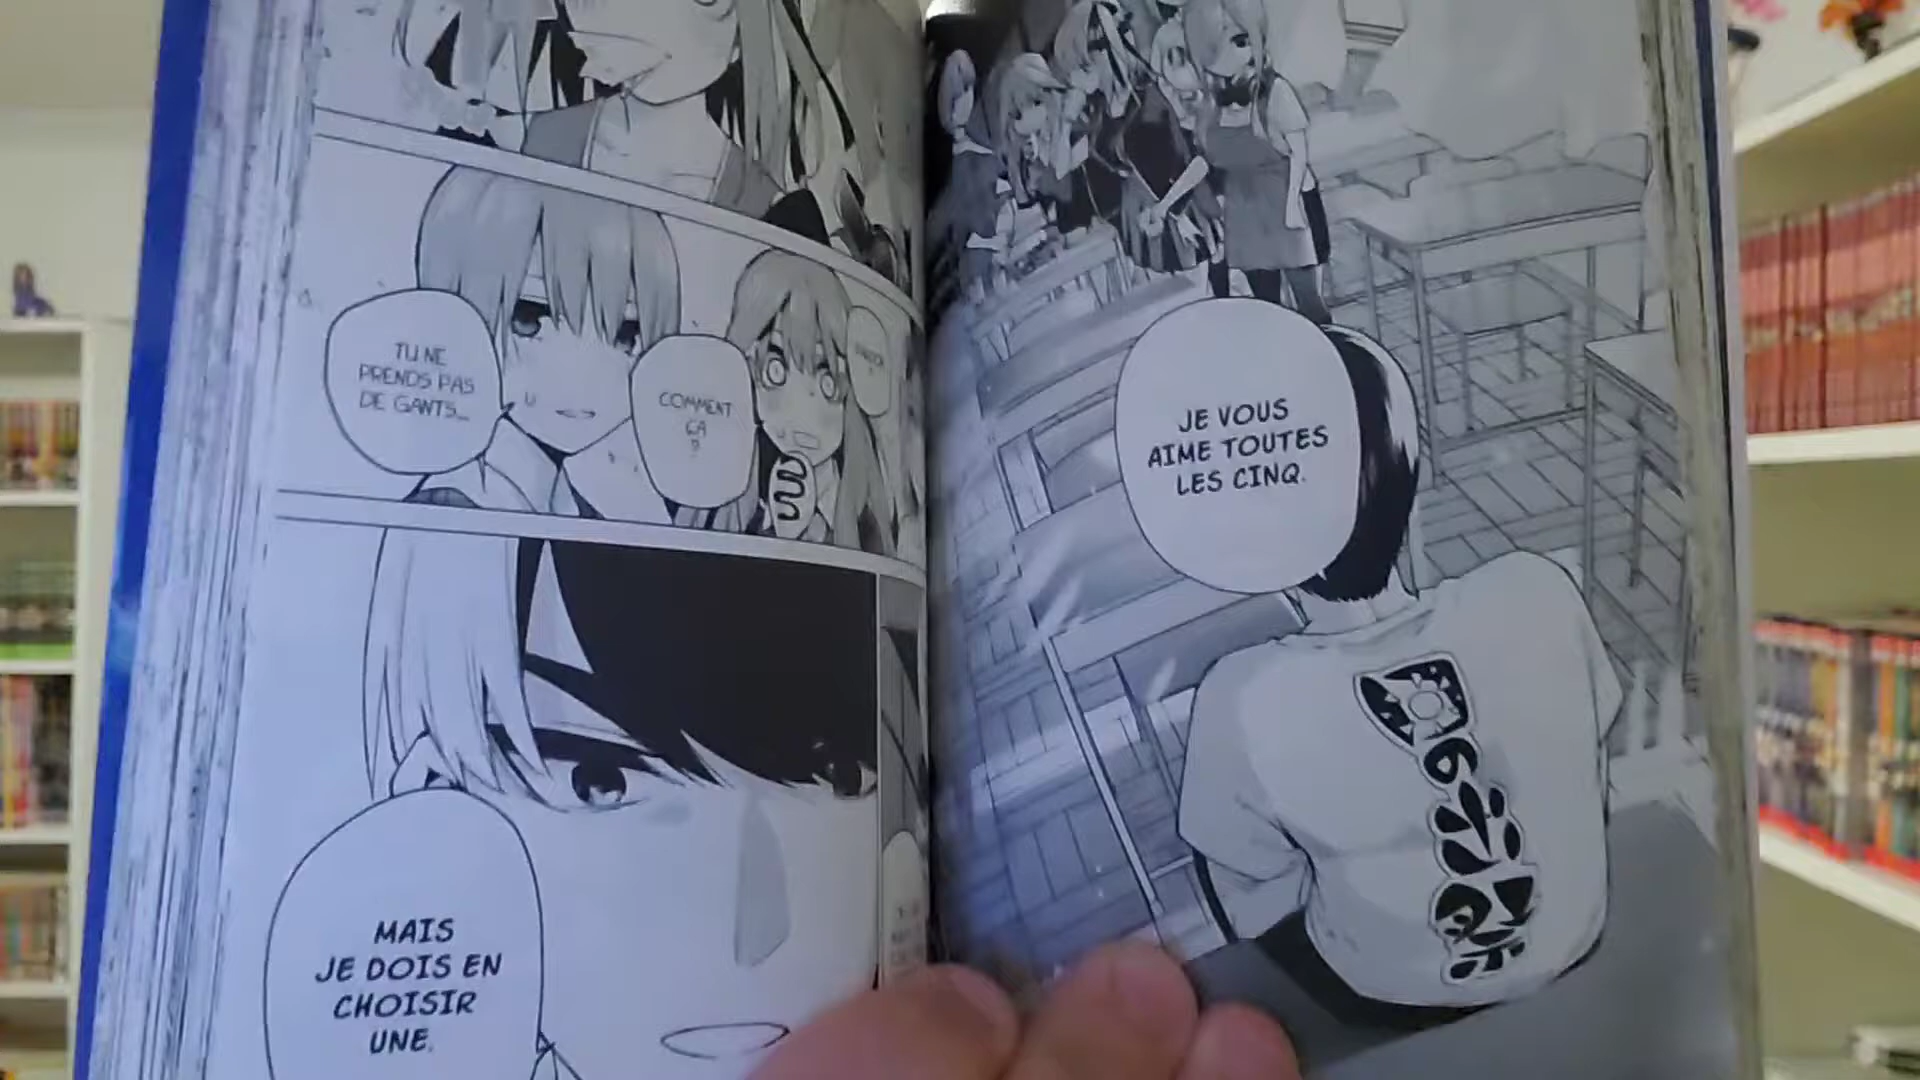 JE VOUS
AIME TOUTES
LES CINQ.
COMMENT
ÇA
?
TU NE
PRENDS PAS
DE GANTS...
MAIS
JE DOIS EN
CHOISIR
UNE.